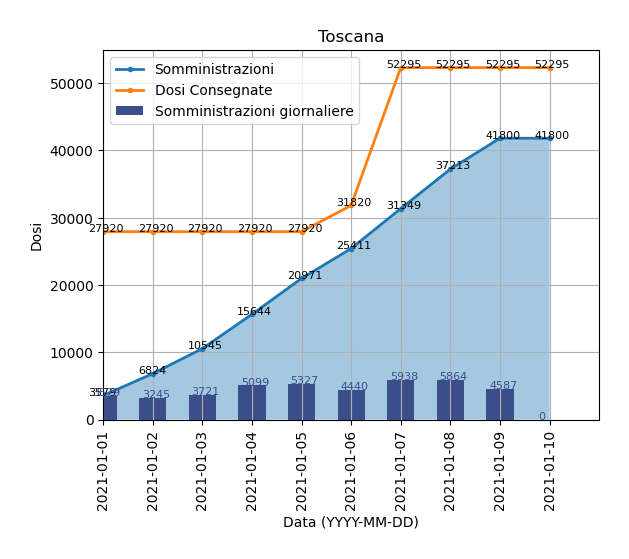 Toscana
Somministrazioni
Dosi Consegnate
Somministrazioni giornaliere
50000
40000
30000
20000
10000
0
Dosi
52295 52295 52295 52295
41800 41800
37213
31820 31349
27920 27920 27920 27920 27920
25411
20971
15644
10545
6824
3579
3245 3721 5099 5327 4440 5938 5864 4587 0
2021-01-01
2021-01-02
2021-01-03
2021-01-04
2021-01-05
2021-01-06
2021-01-07
2021-01-08
2021-01-09
2021-01-10
Data (YYYY-MM-DD)